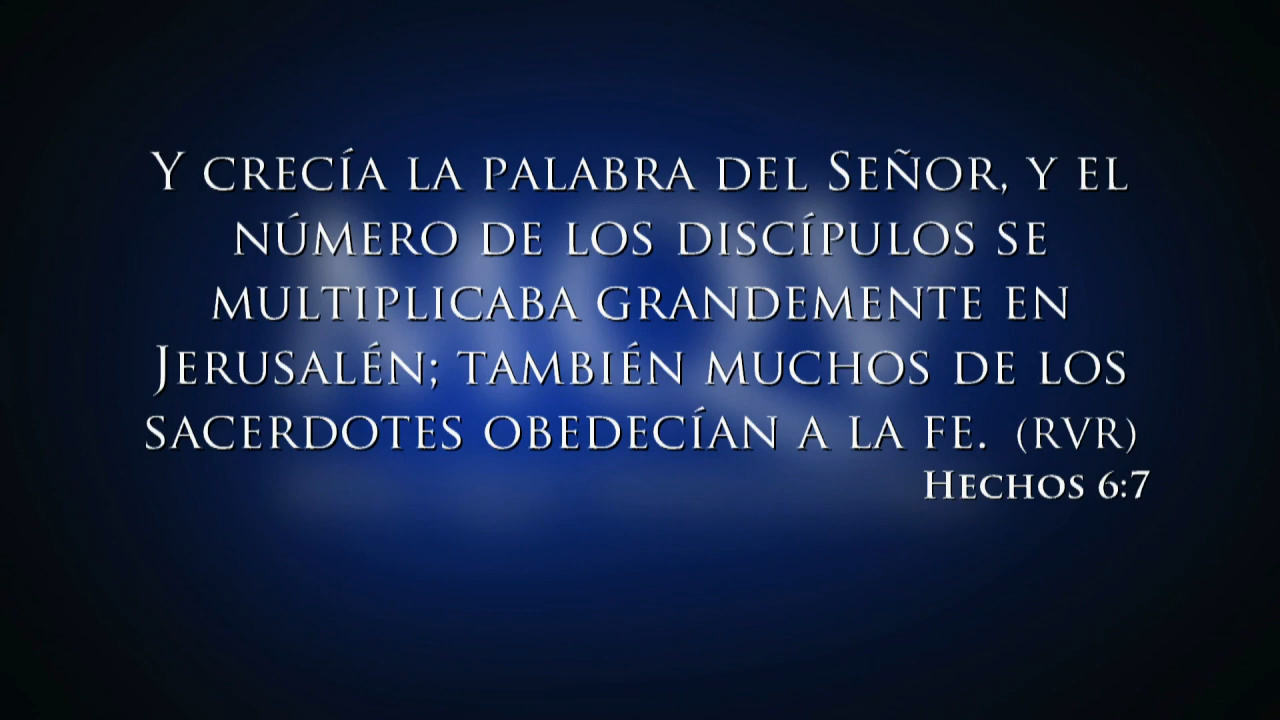 Y crecía la palabra del Señor, y el
número de los discípulos se
multiplicaba grandemente en
Jerusalén; también muchos de los
sacerdotes obedecían a la fe. (RVR)
Hechos 6:7